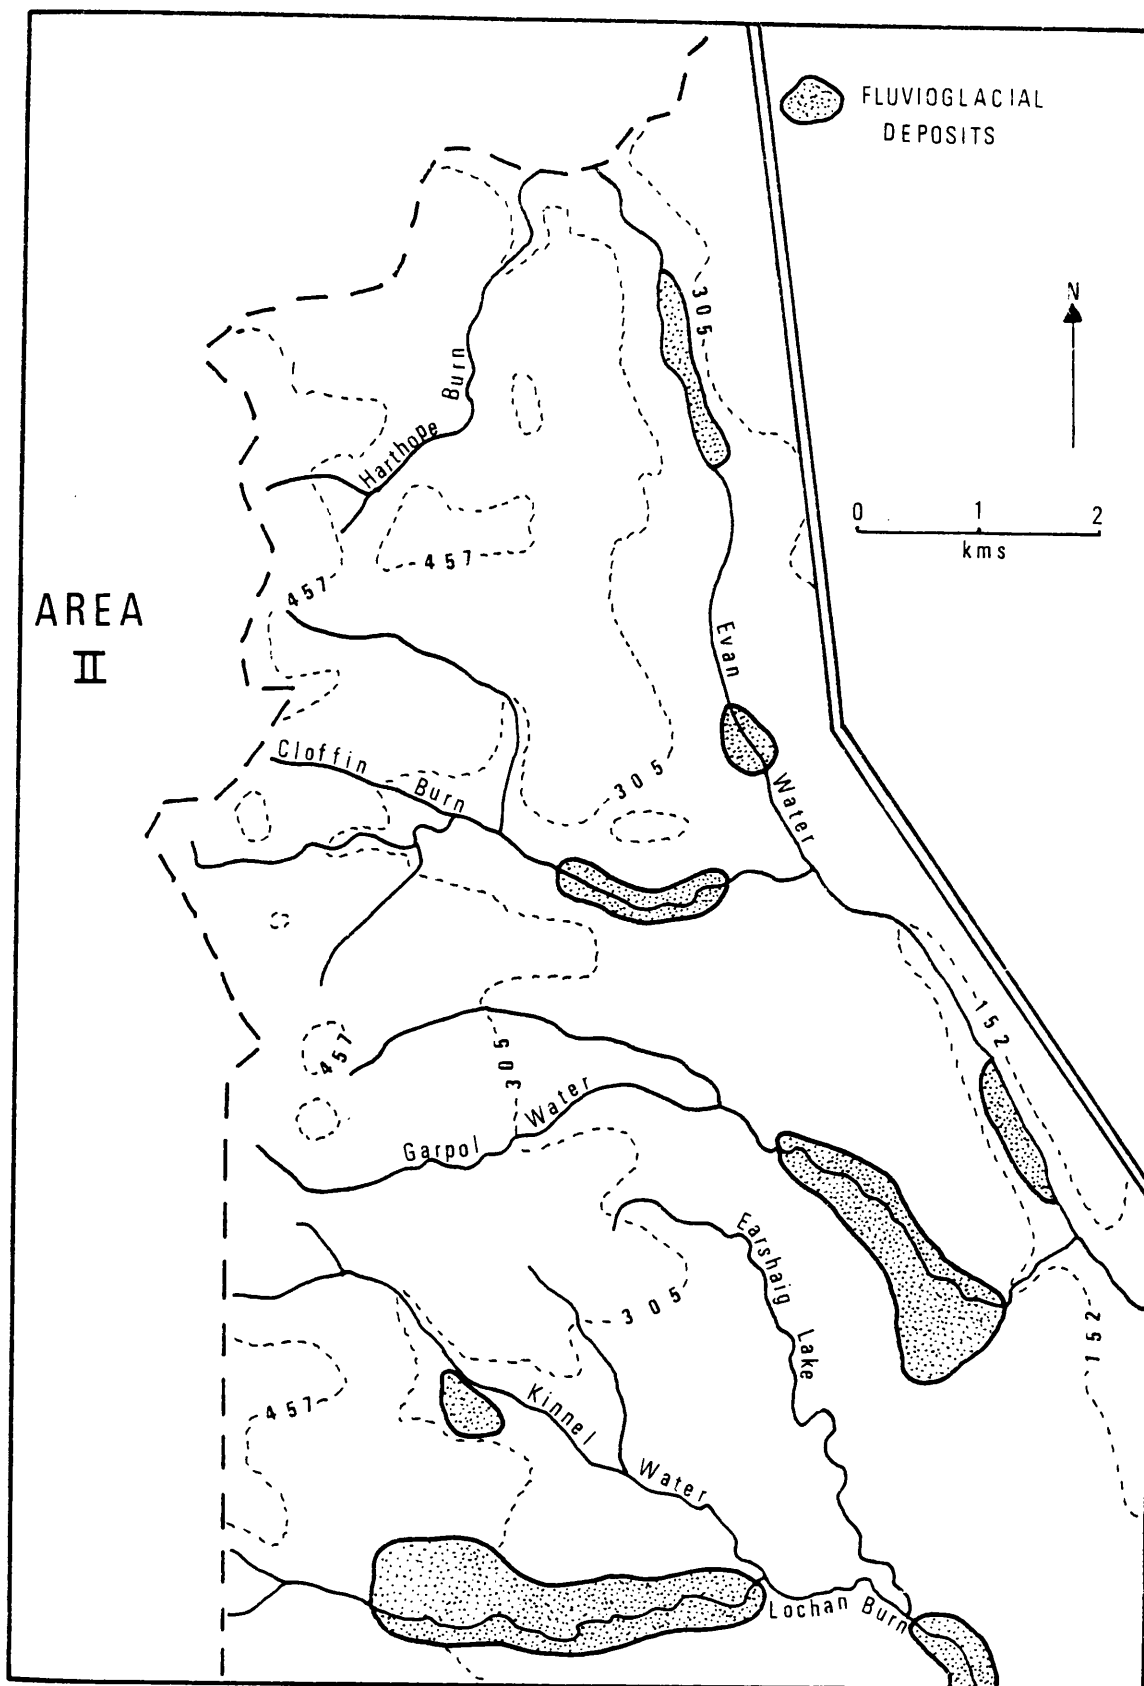 FLUVIOGLACIAL
DEPOSITS
N
305
Harthope Burn
0 1 2
kms
457
457
AREA
II
Evan Water
Cloffin Burn
305
152
457
305
Garpol Water
Earshaig Lake
305
152
457
Kinnel Water
Lochan Burn